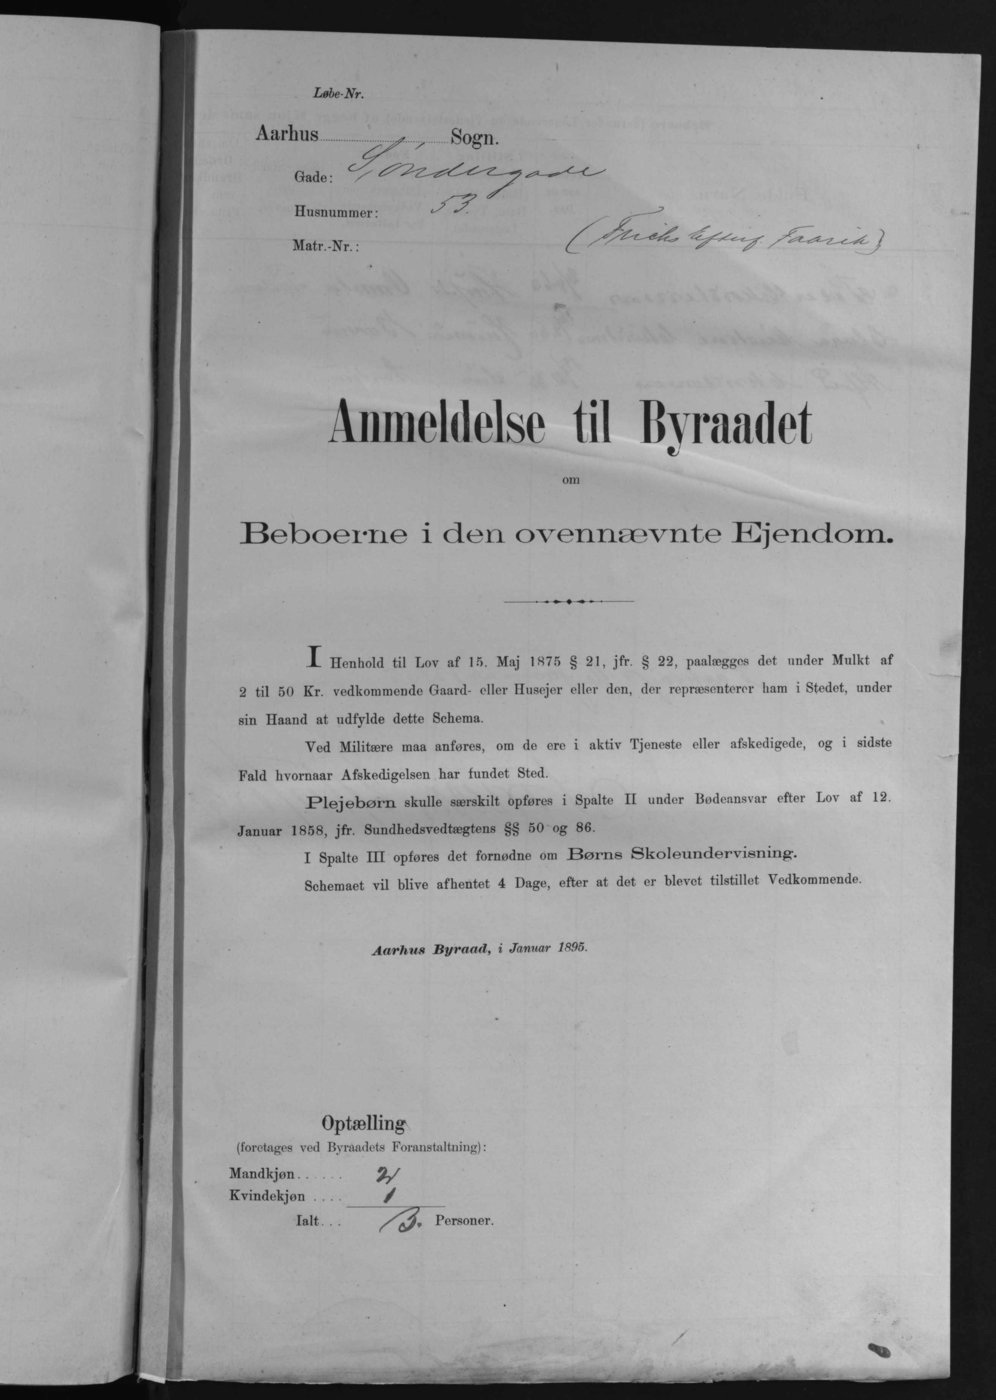 Løbe-Nr.
Aarhus Sogn.
Gade: Søndergade
Husnummer: 53.
Matr.-Nr.:
(Frichs Efterf. Fabrik)
Anmeldelse til Byraadet
om
Beboerne i den ovennævnte Ejendom.
I Henhold til Lov af 15. Maj 1875 § 21, jfr. § 22, paalægges det under Mulkt af
2 til 50 Kr. vedkommende Gaard- eller Husejer eller den, der repræsenterer ham i Stedet, under
sin Haand at udfylde dette Schema.
Ved Militære maa anføres, om de ere i aktiv Tjeneste eller afskedigede, og i sidste
Fald hvornaar Afskedigelsen har fundet Sted.
Plejebørn skulle særskilt opføres i Spalte II under Bødeansvar efter Lov af 12.
Januar 1858, jfr. Sundhedsvedtægtens §§ 50 og 86.
I Spalte III opføres det fornødne om Børns Skoleundervisning.
Schemaet vil blive afhentet 4 Dage, efter at det er blevet tilstillet Vedkommende.
Aarhus Byraad, i Januar 1895.
Optælling
(foretages ved Byraadets Foranstaltning):
Mandkjøn...... 2
Kvindekjøn .... 1
Ialt... 3. Personer.